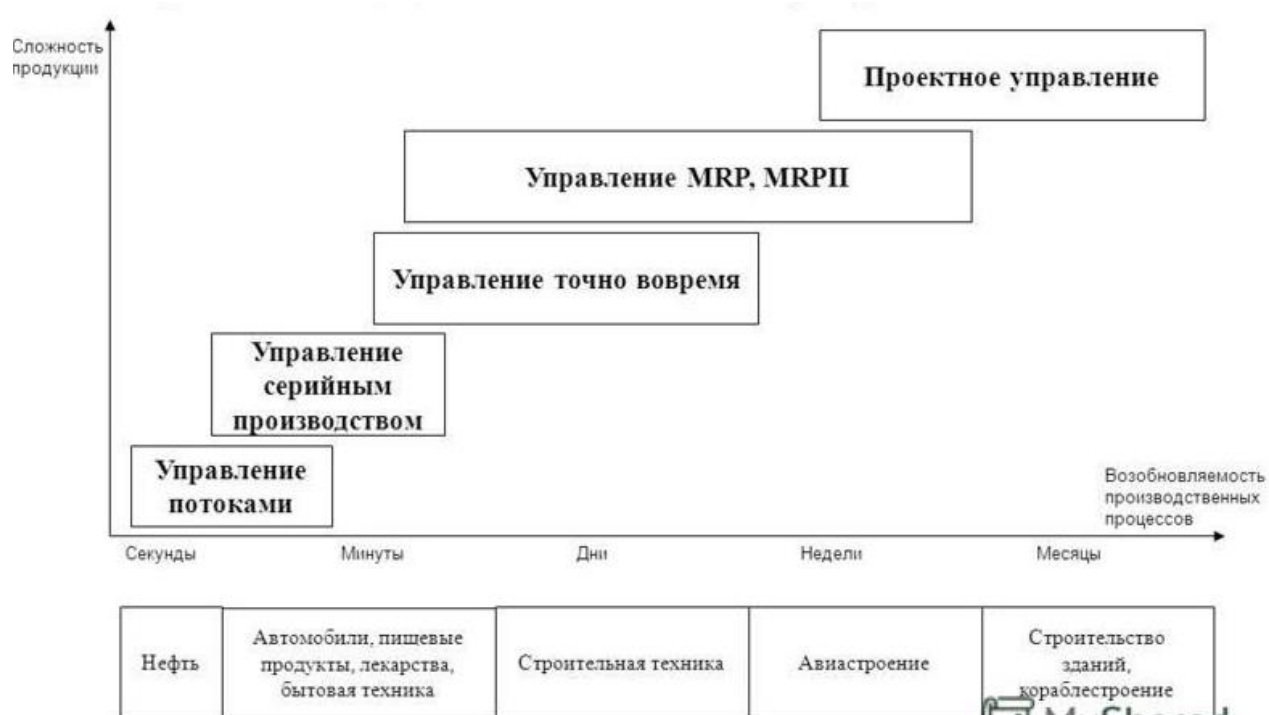 Сложность
продукции
Проектное управление
Управление MRP, MRPII
Управление точно вовремя
Управление
серийным
производством
Управление
потоками
Возобновляемость
производственных
процессов
Секунды Минуты Дни Недели Месяцы
Нефть
Автомобили, пищевые
продукты, лекарства,
бытовая техника
Строительная техника
Авиастроение
Строительство
зданий,
кораблестроение
MyShared